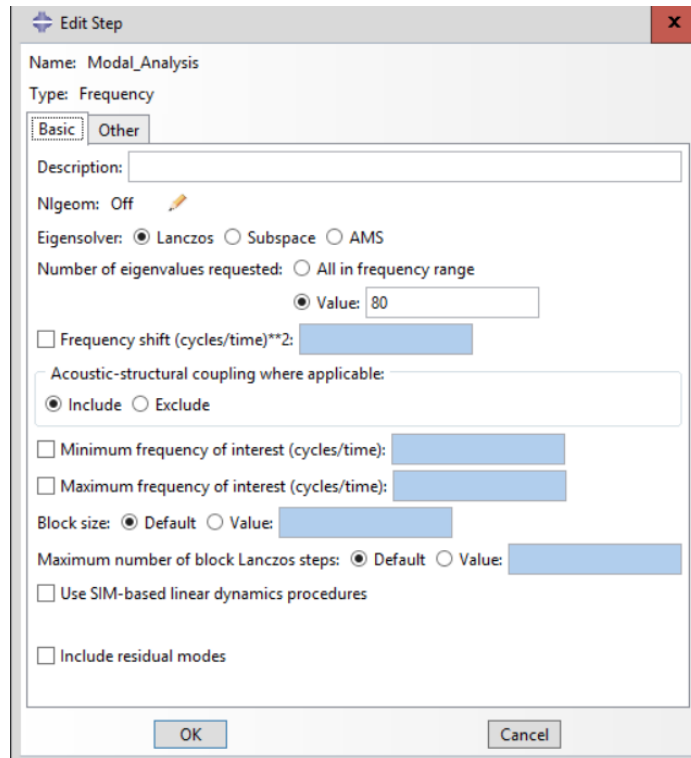 Edit Step
x
Name: Modal_Analysis
Type: Frequency
Basic Other
Description:
Nlgeom: Off
Eigensolver: Lanczos Subspace AMS
Number of eigenvalues requested: All in frequency range
Value: 80
Frequency shift (cycles/time)**2:
Acoustic-structural coupling where applicable:
Include Exclude
Minimum frequency of interest (cycles/time):
Maximum frequency of interest (cycles/time):
Block size: Default Value:
Maximum number of block Lanczos steps: Default Value:
Use SIM-based linear dynamics procedures
Include residual modes
OK Cancel